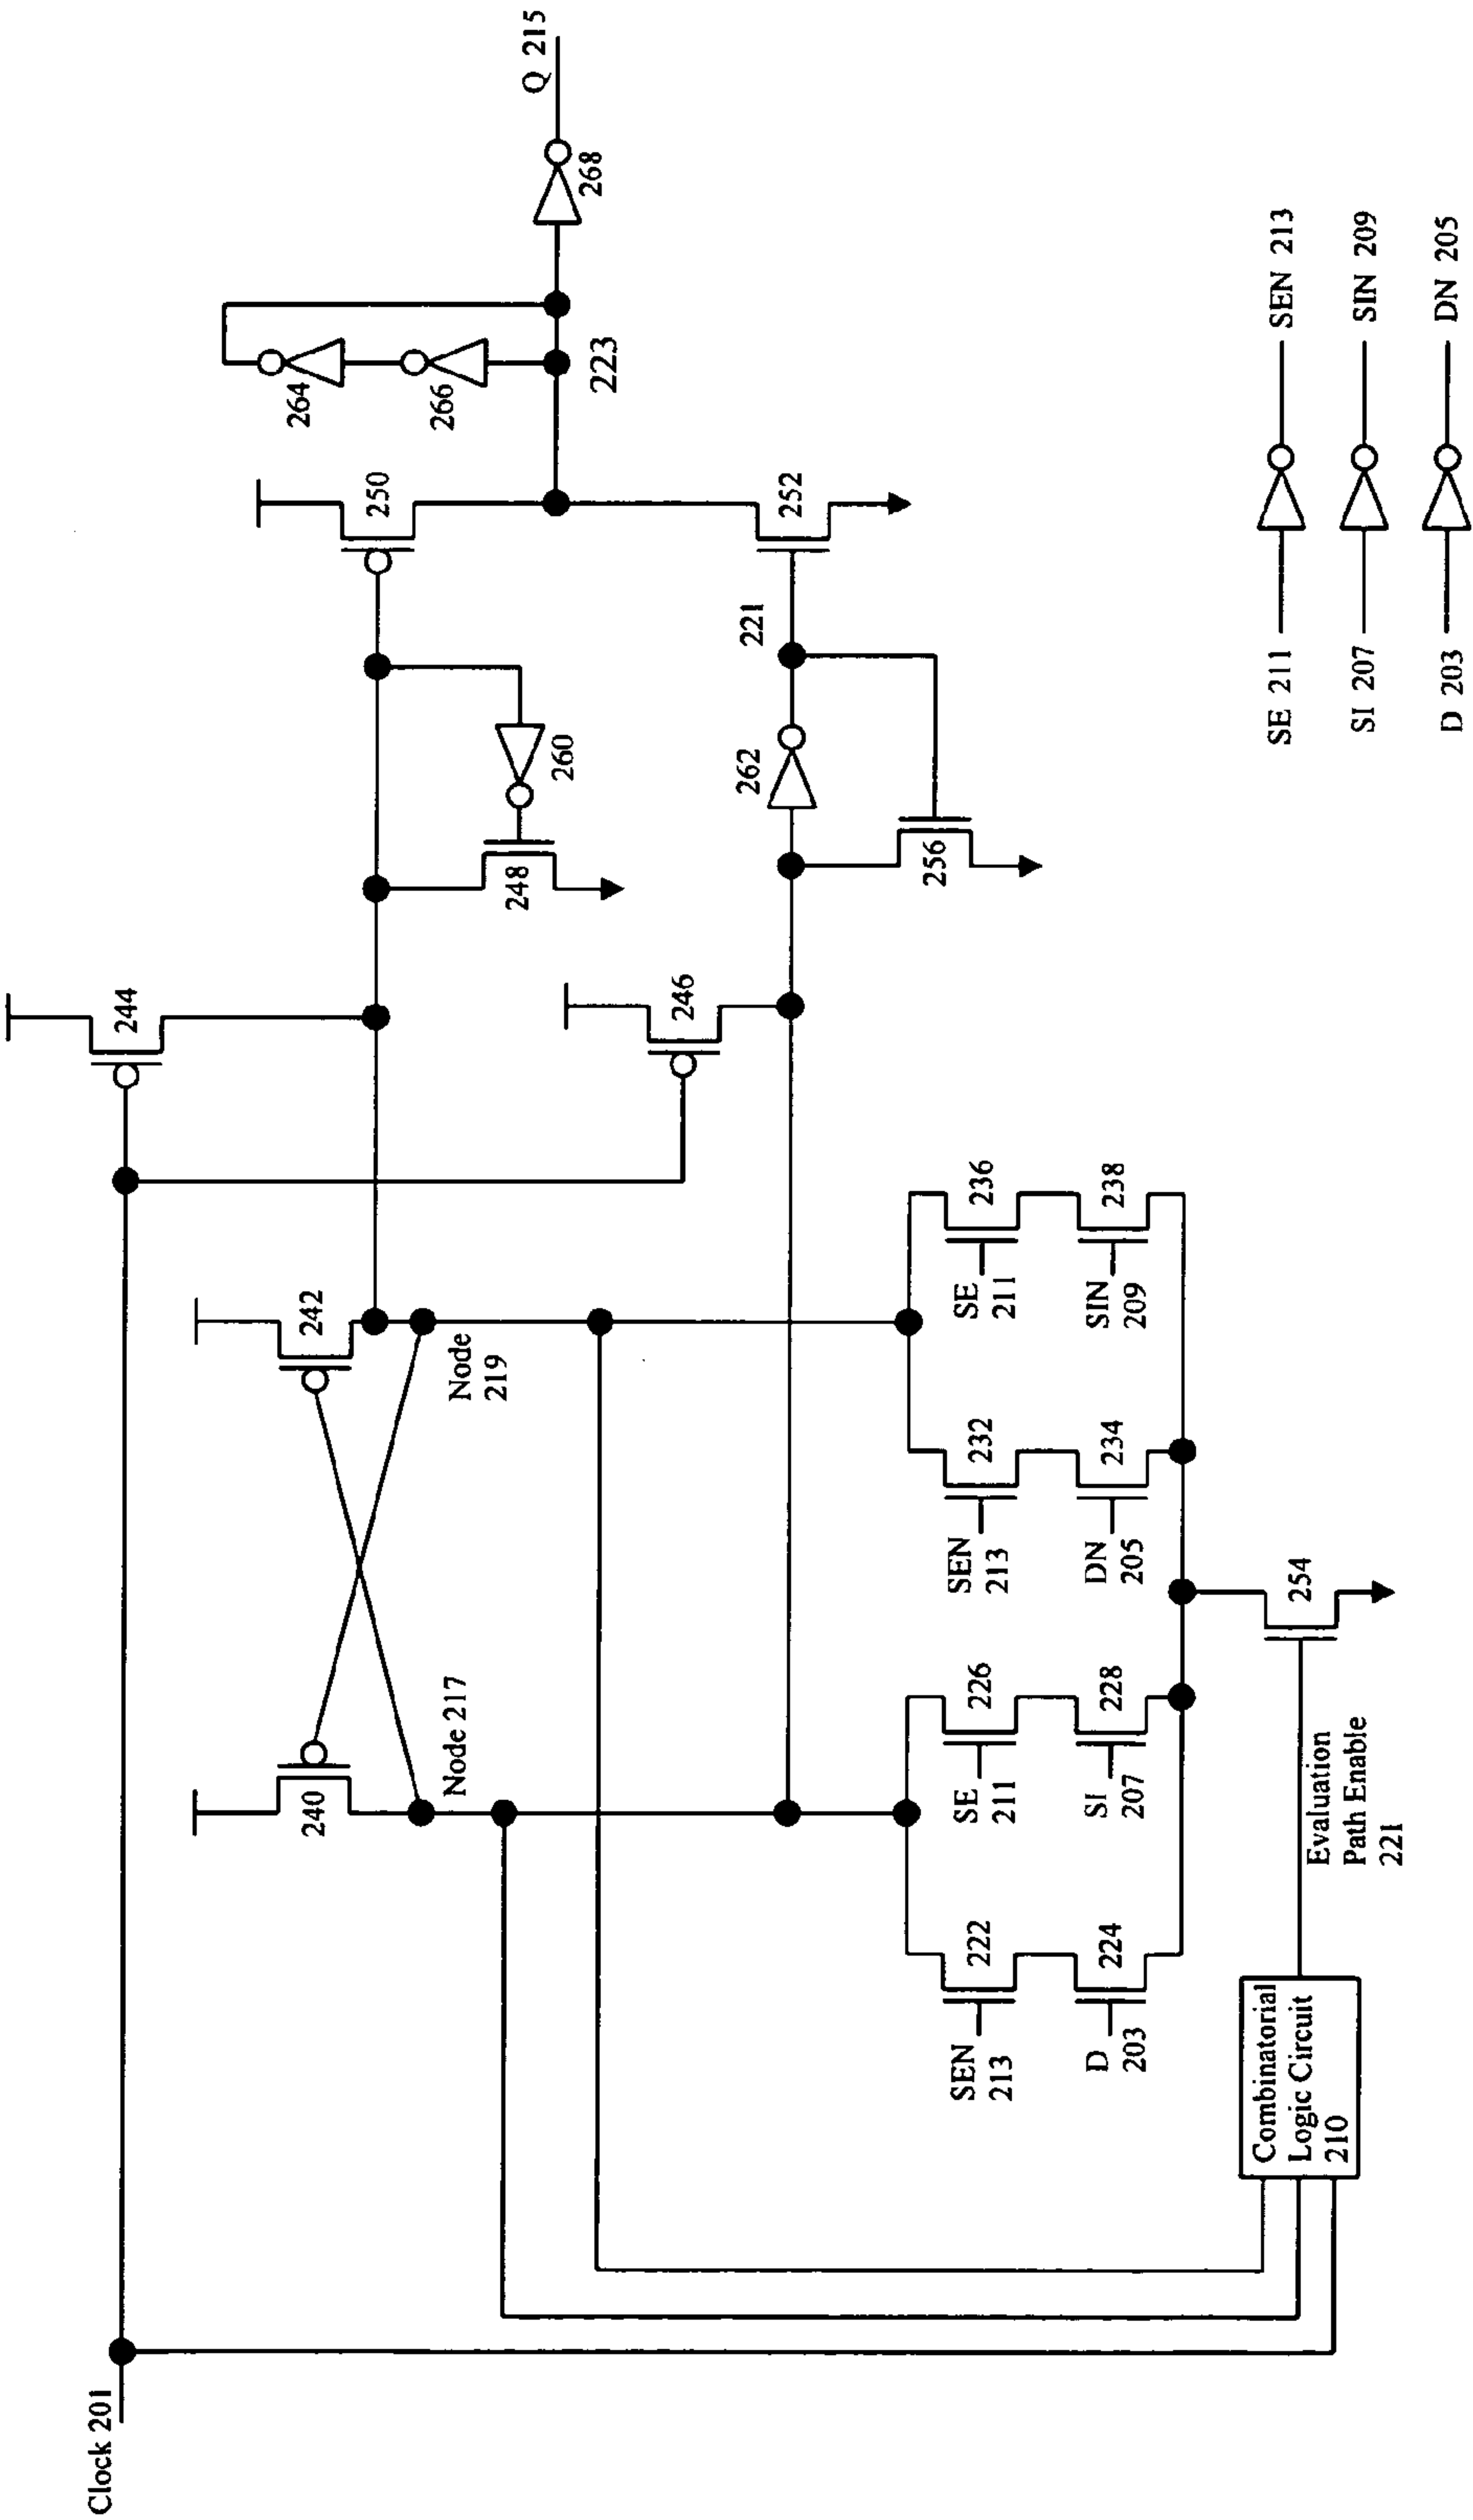 Clock 201
244
Q 215
242
240
250
264
266
268
223
Node
219
Node 217
246
248
260
262
221
252
256
SEN
213
222
D
203
224
SE
211
226
SI
207
228
SEN
213
232
DN
205
234
SE
211
236
SIN
209
238
Combinatorial
Logic Circuit
210
Evaluation
Path Enable
221
254
SE 211
SEN 213
SI 207
SIN 209
D 203
DN 205